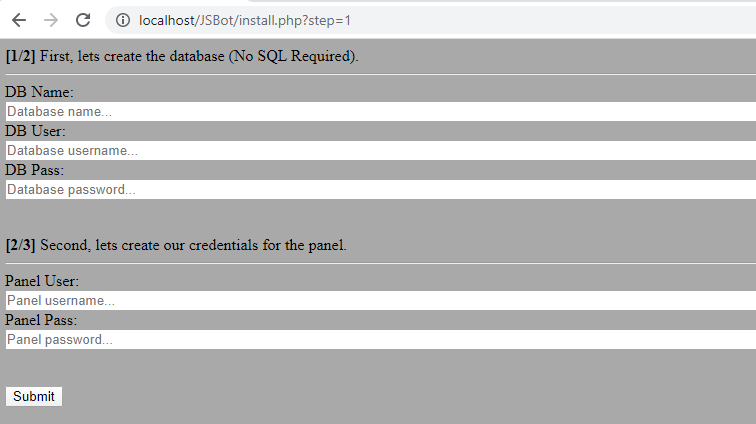 localhost/JSBot/install.php?step=1
[1/2] First, lets create the database (No SQL Required).
DB Name:
Database name...
DB User:
Database username...
DB Pass:
Database password...
[2/3] Second, lets create our credentials for the panel.
Panel User:
Panel username...
Panel Pass:
Panel password...
Submit